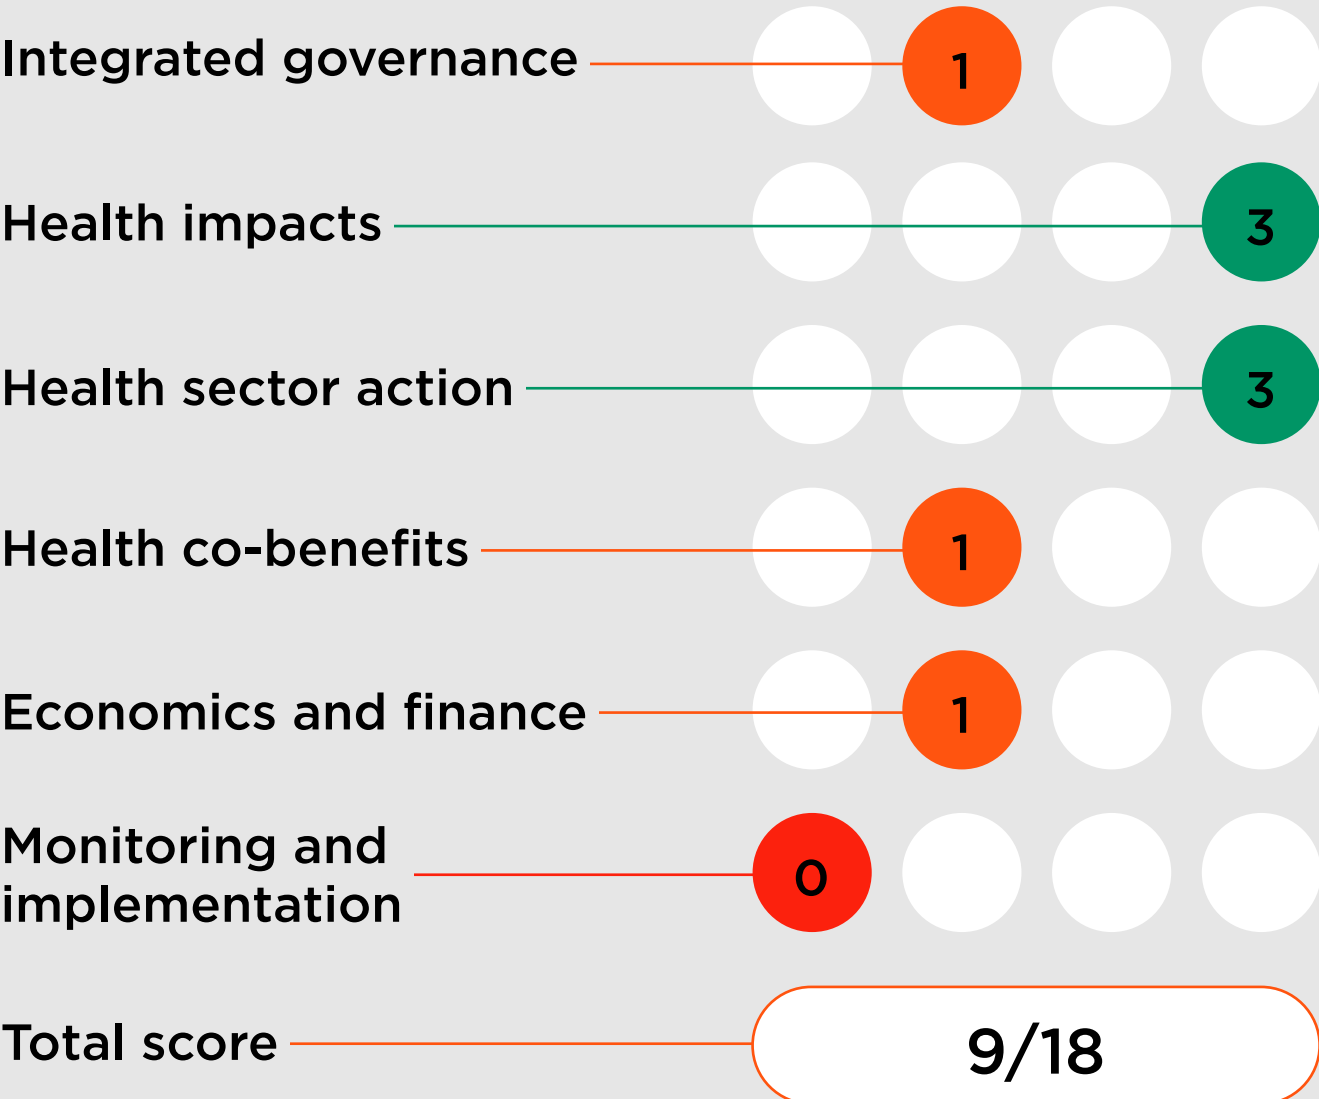 Integrated governance 1
Health impacts 3
Health sector action 3
Health co-benefits 1
Economics and finance 1
Monitoring and
implementation 0
Total score 9/18